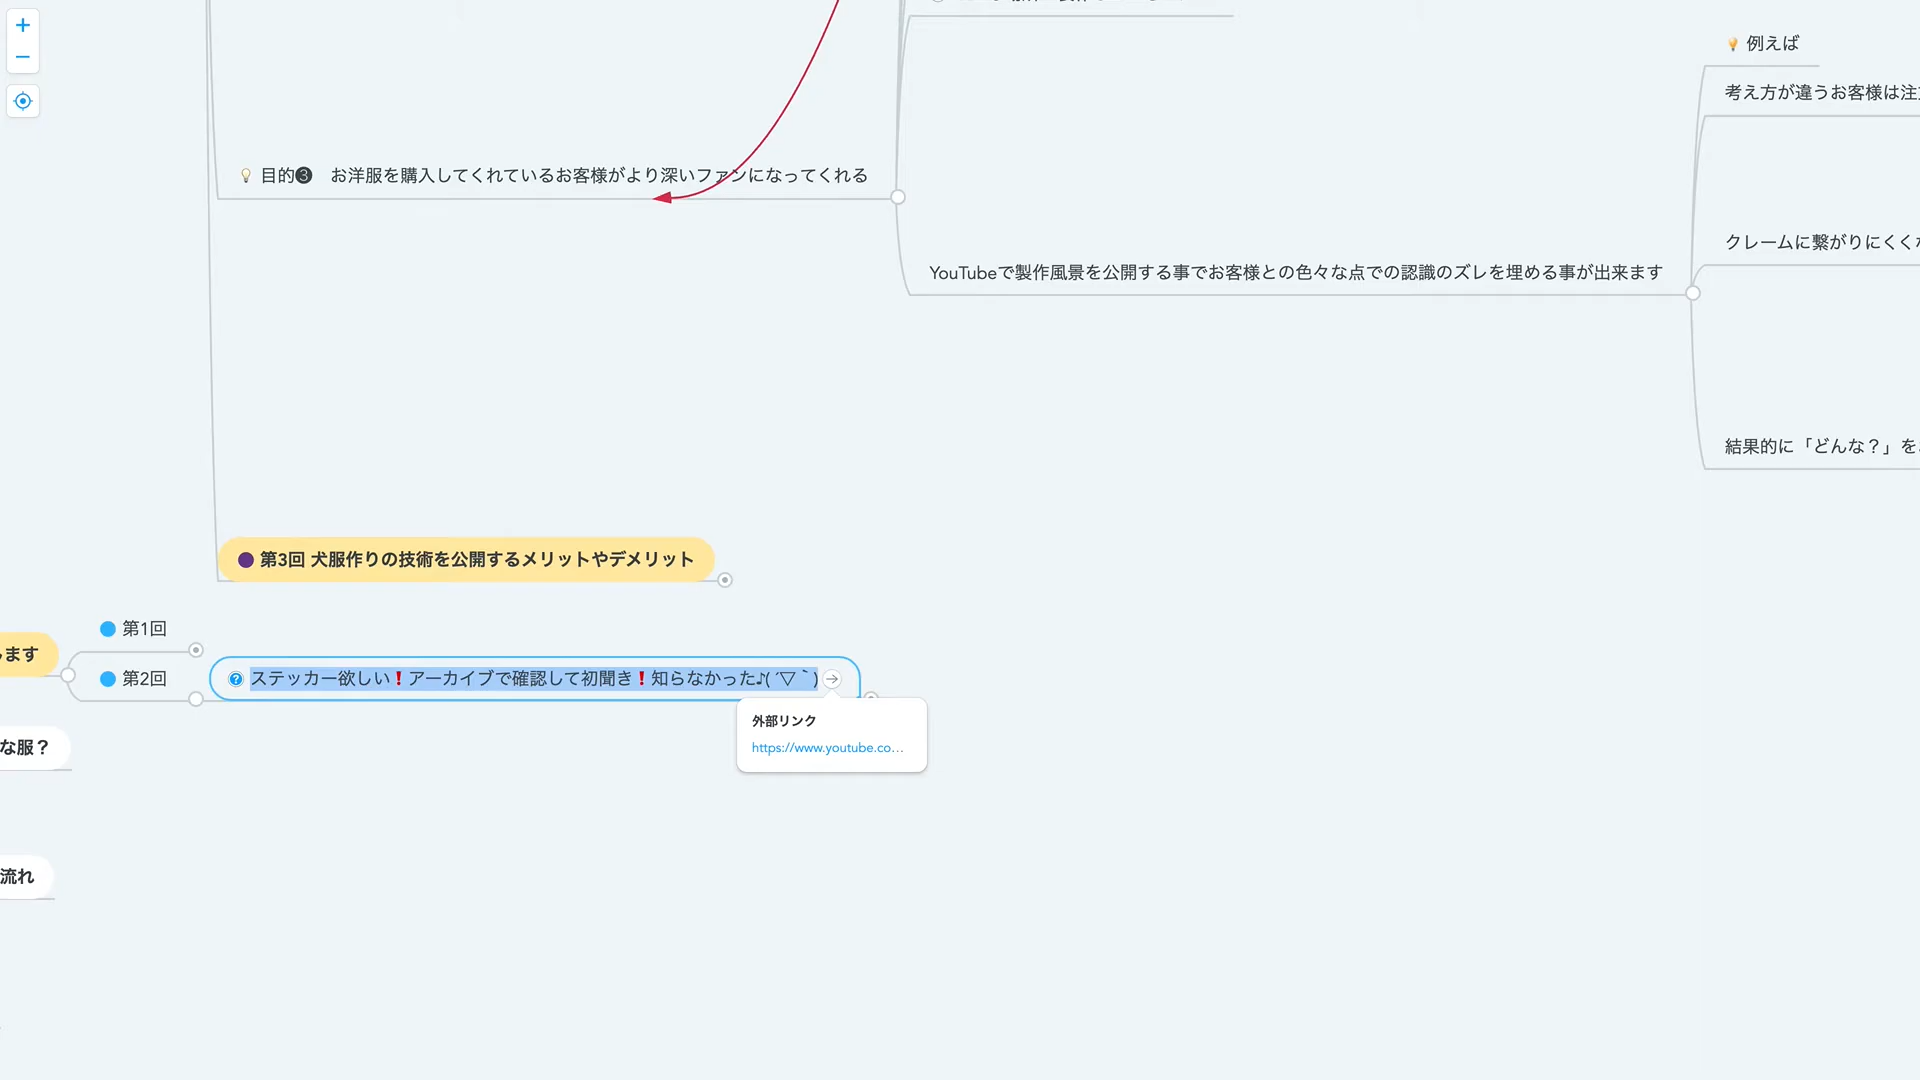 💡 例えば
考え方が違うお客様は注
💡 目的❸ お洋服を購入してくれているお客様がより深いファンになってくれる
クレームに繋がりにくく
YouTubeで製作風景を公開する事でお客様との色々な点での認識のズレを埋める事が出来ます
結果的に「どんな？」を
第3回 犬服作りの技術を公開するメリットやデメリット
第1回
します
第2回
ステッカー欲しい❗アーカイブで確認して初聞き❗知らなかった♪( ´▽｀)
外部リンク
https://www.youtube.co...
な服？
流れ